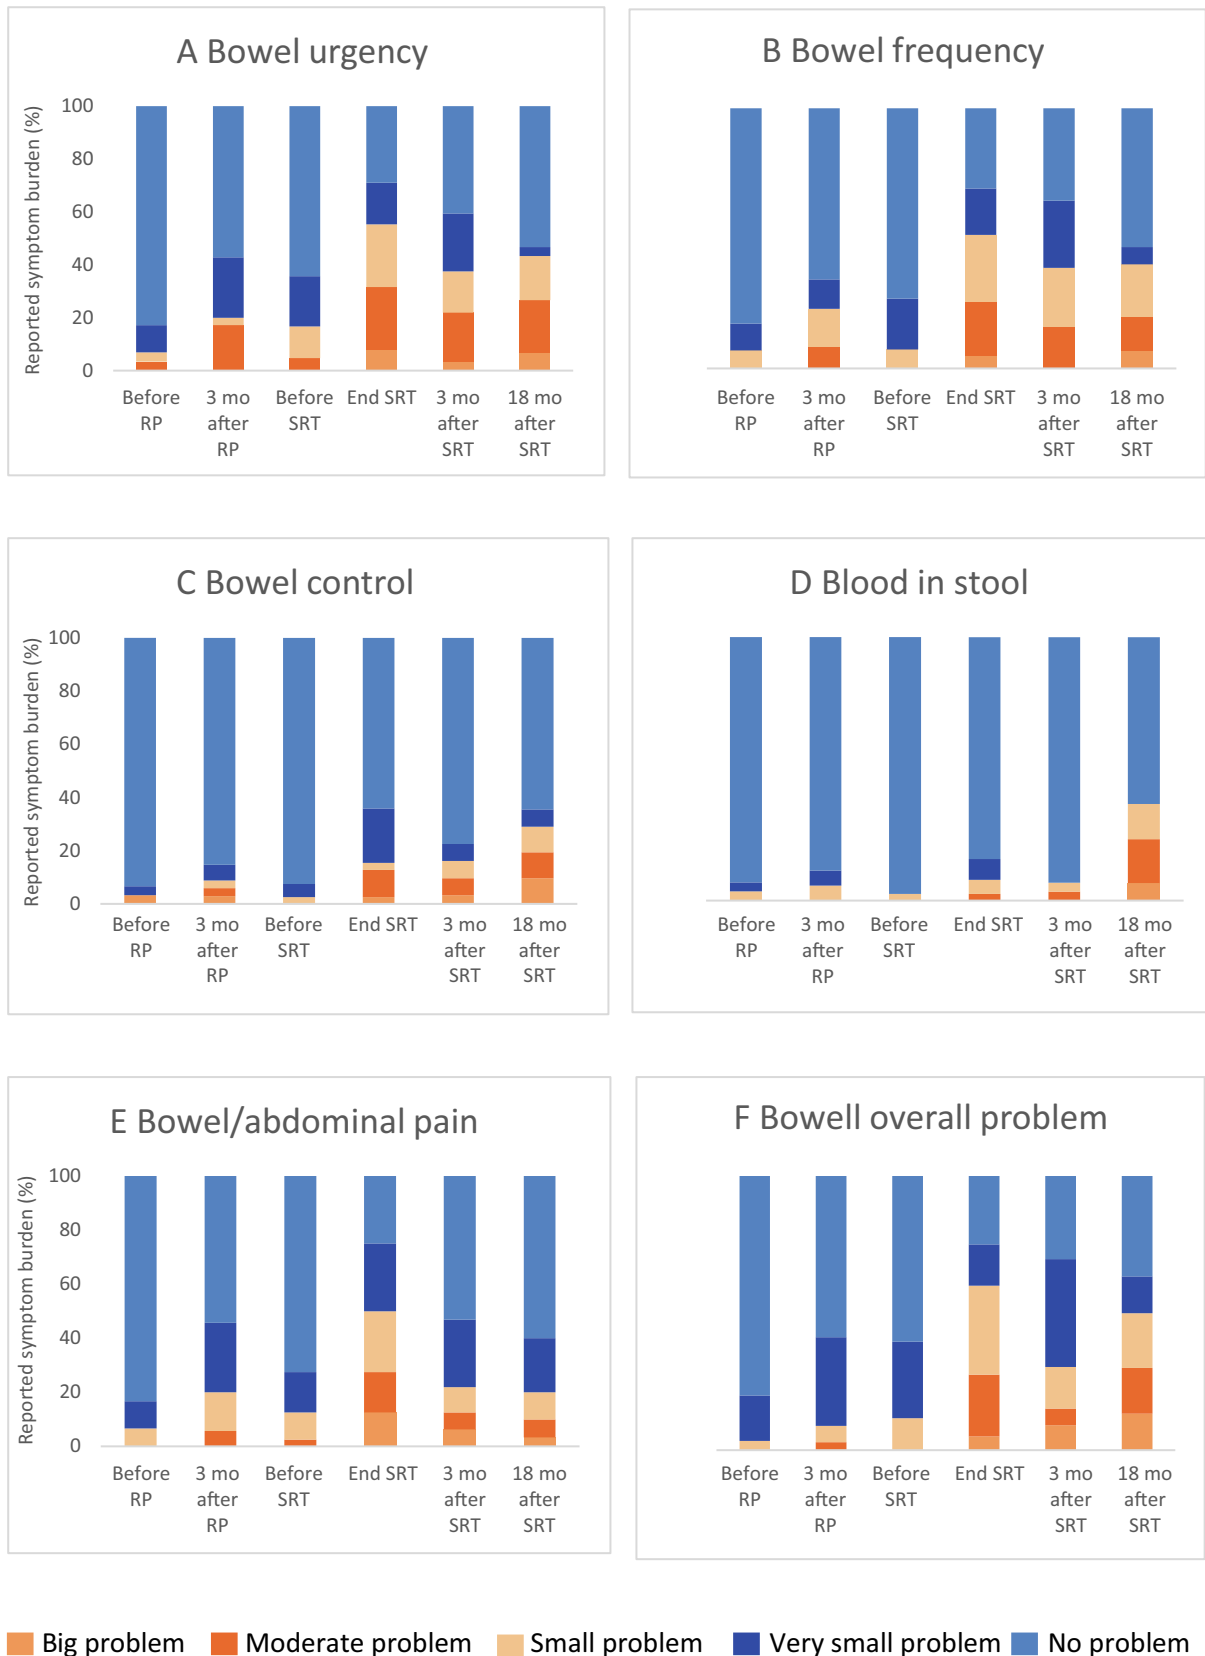 A Bowel urgency
Reported symptom burden (%)
100
80
60
40
20
0
Before RP
3 mo after RP
Before SRT
End SRT
3 mo after SRT
18 mo after SRT
B Bowel frequency
Before RP
3 mo after RP
Before SRT
End SRT
3 mo after SRT
18 mo after SRT
C Bowel control
Reported symptom burden (%)
100
80
60
40
20
0
Before RP
3 mo after RP
Before SRT
End SRT
3 mo after SRT
18 mo after SRT
D Blood in stool
Before RP
3 mo after RP
Before SRT
End SRT
3 mo after SRT
18 mo after SRT
E Bowel/abdominal pain
Reported symptom burden (%)
100
80
60
40
20
0
Before RP
3 mo after RP
Before SRT
End SRT
3 mo after SRT
18 mo after SRT
F Bowell overall problem
Before RP
3 mo after RP
Before SRT
End SRT
3 mo after SRT
18 mo after SRT
Big problem Moderate problem Small problem Very small problem No problem